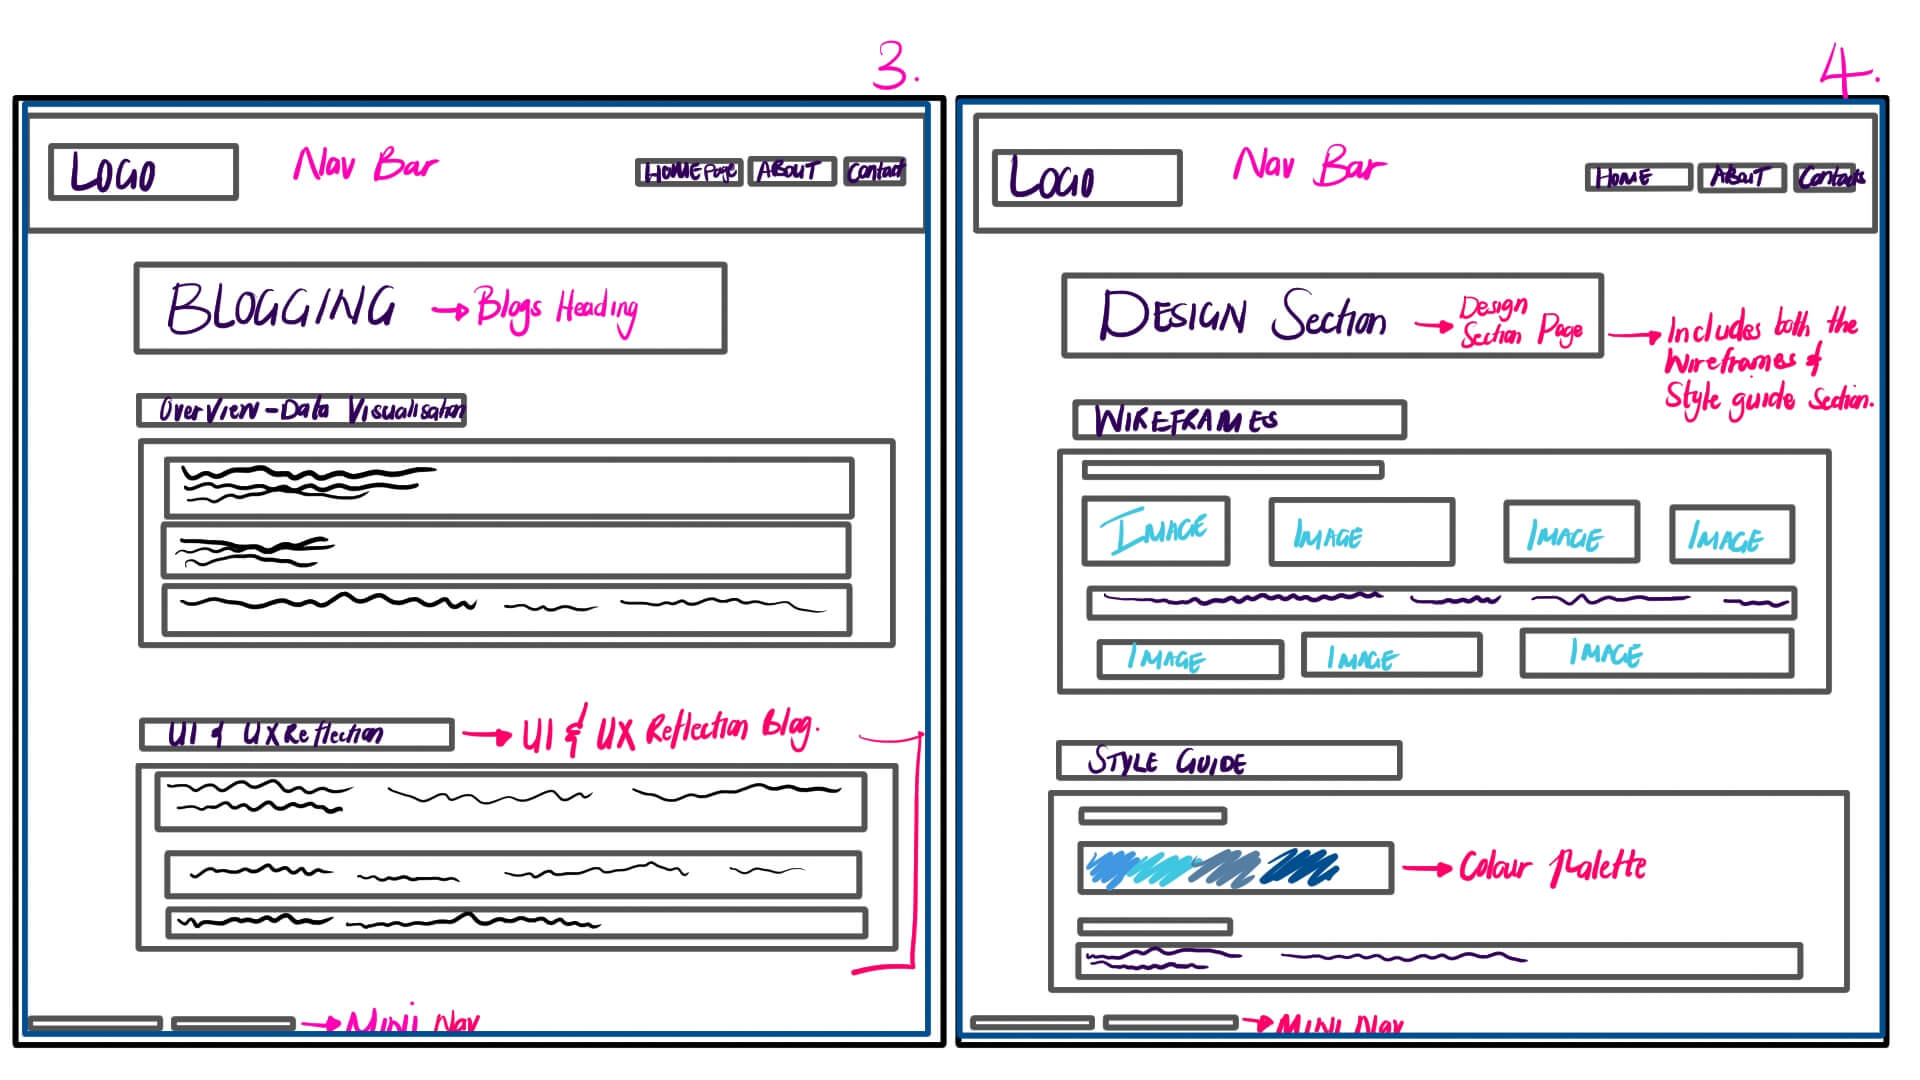 3.
LOGO
Nav Bar
HOMEPage
ABOUT
Contact
BLOGGING
Blogs Heading
OverView-Data Visualisation
UI & UX Reflection
UI & UX Reflection Blog.
MiNi Nav
4.
LOGO
Nav Bar
HOME
ABOUT
Contacts
DESIGN Section
Design
Section Page
Includes both the
Wireframes &
Style guide Section.
WIREFRAMES
IMAGE
IMAGE
IMAGE
IMAGE
IMAGE
IMAGE
IMAGE
STYLE GUIDE
Colour Palette
MINI Nav